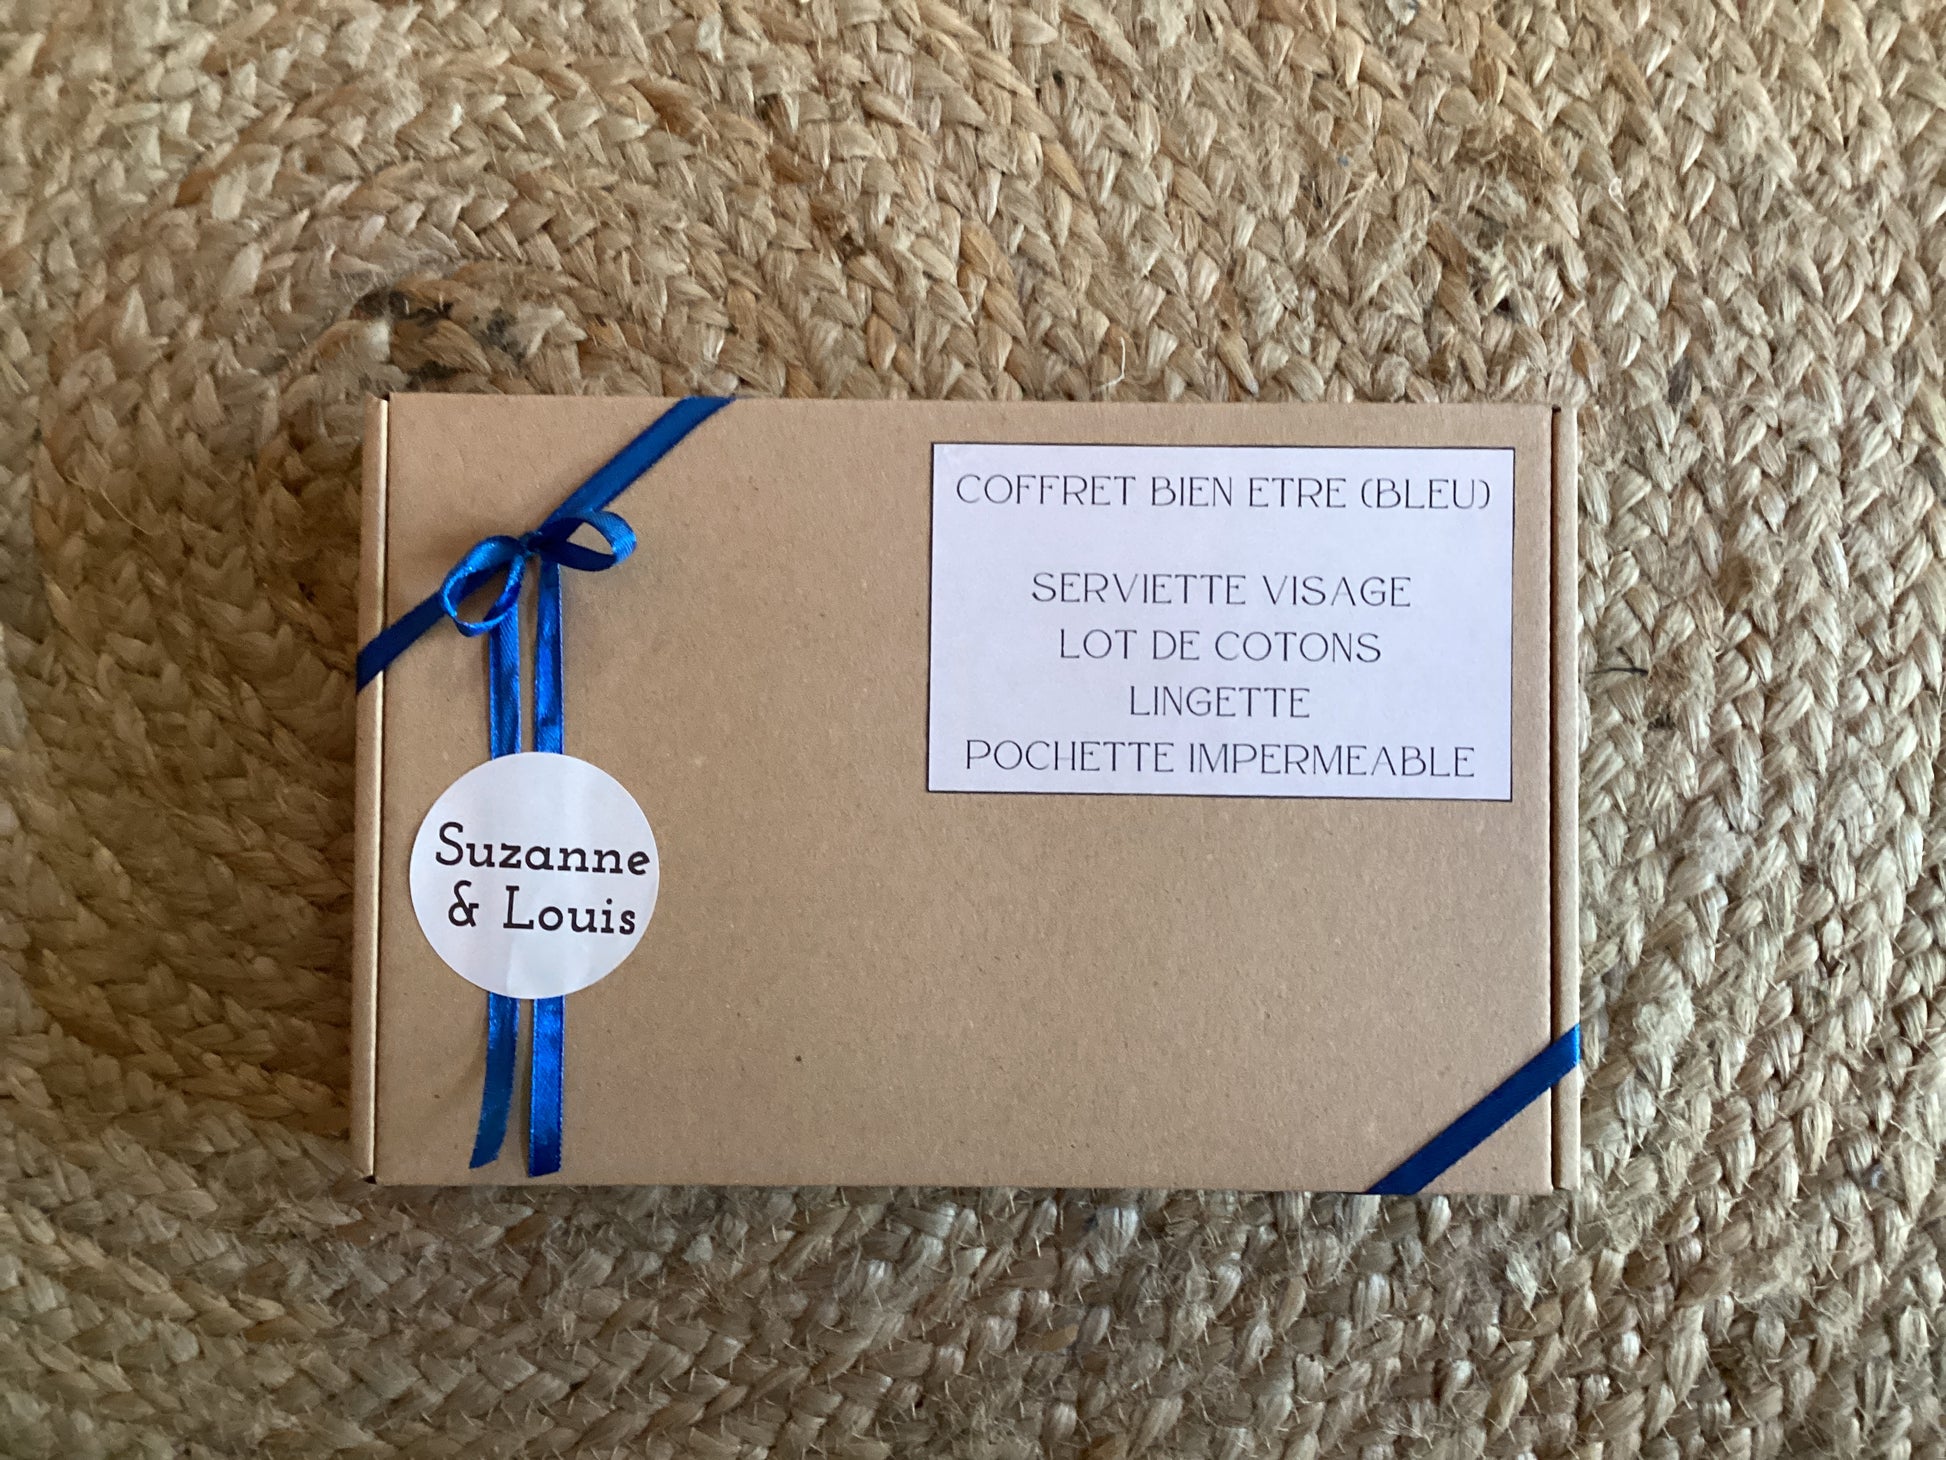 COFFRET BIEN ETRE (BLEU)
SERVIETTE VISAGE
LOT DE COTONS
LINGETTE
POCHETTE IMPERMEABLE
Suzanne
& Louis